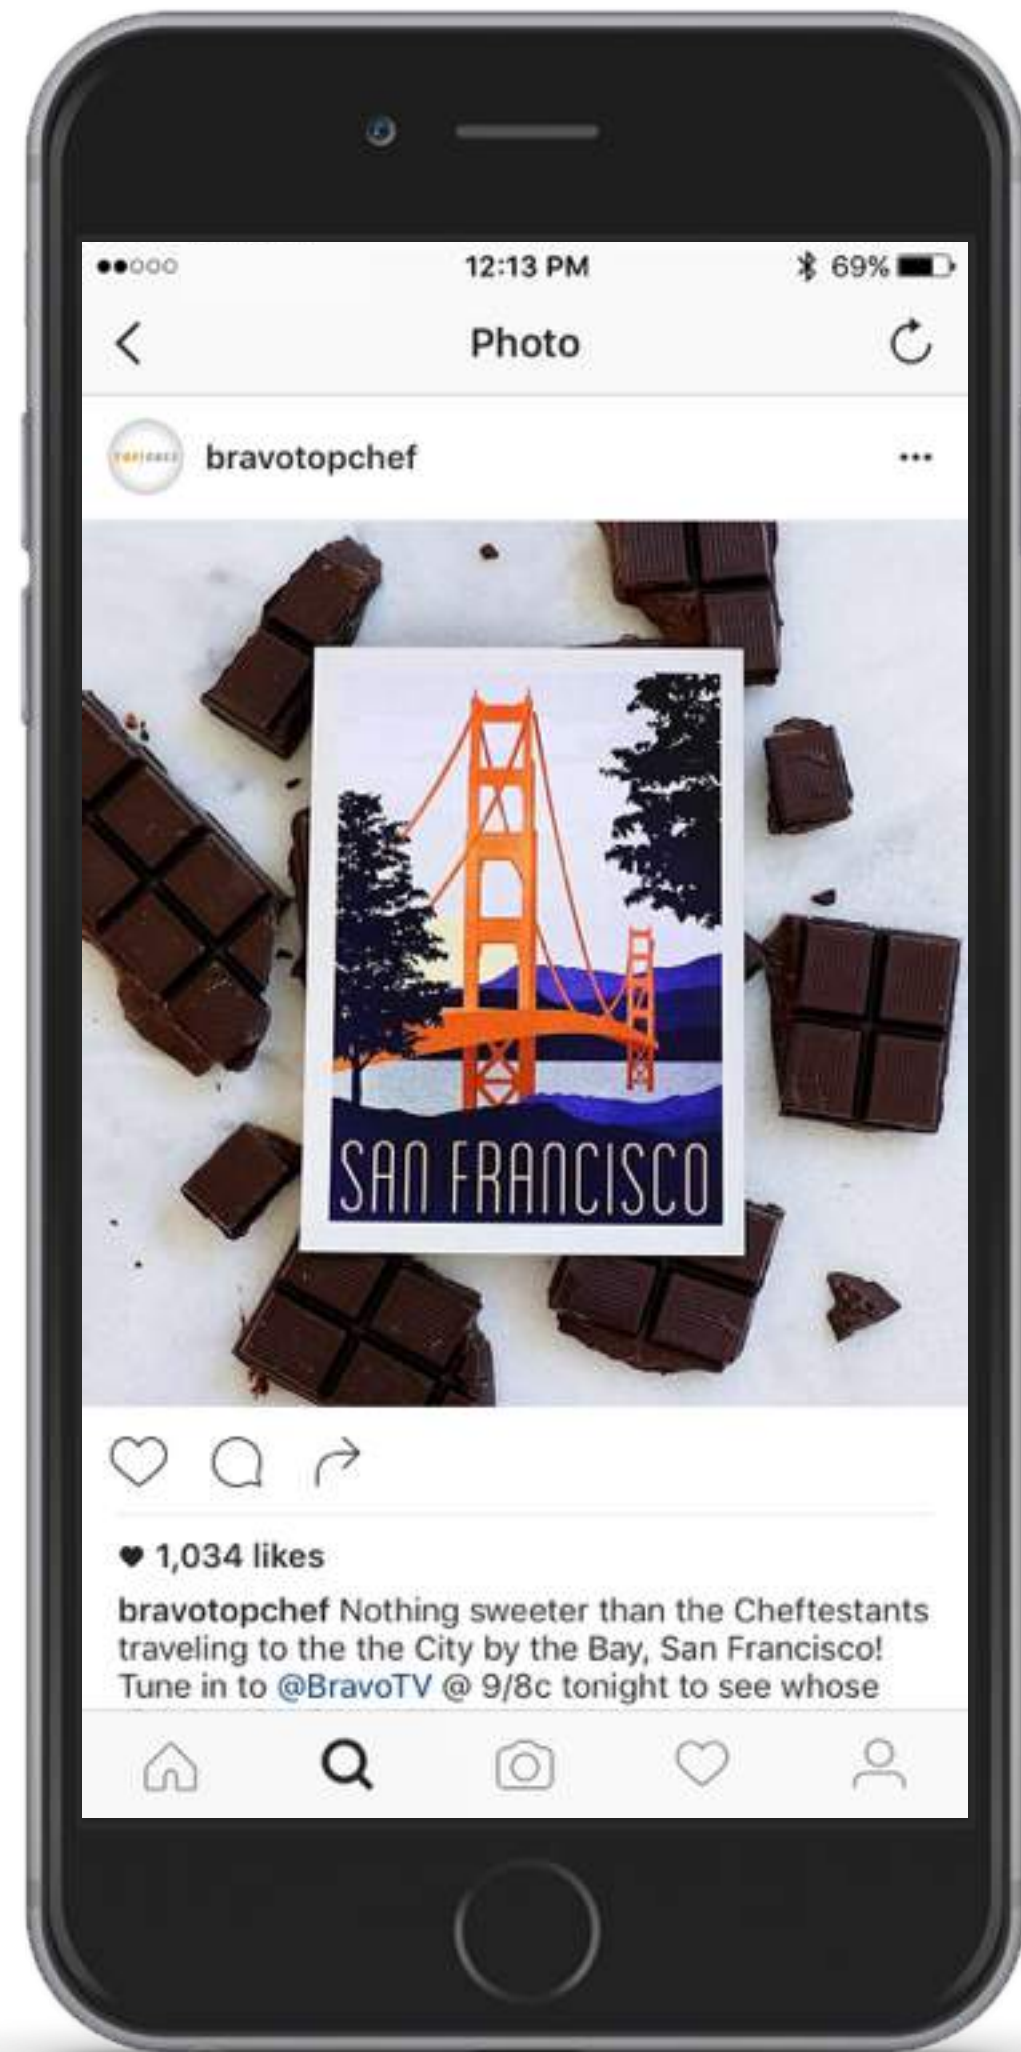 12:13 PM
69%
Photo
bravotopchef
SAN FRANCISCO
1,034 likes
bravotopchef Nothing sweeter than the Cheftestants
traveling to the the City by the Bay, San Francisco!
Tune in to @BravoTV @ 9/8c tonight to see whose